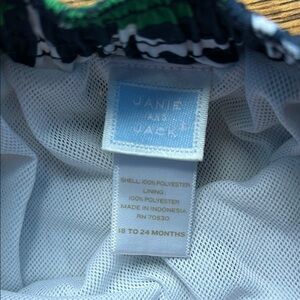 JANIE
AND
JACK
SHELL: 100% POLYESTER
LINING:
100% POLYESTER
MADE IN INDONESIA
RN 70530
18 TO 24 MONTHS